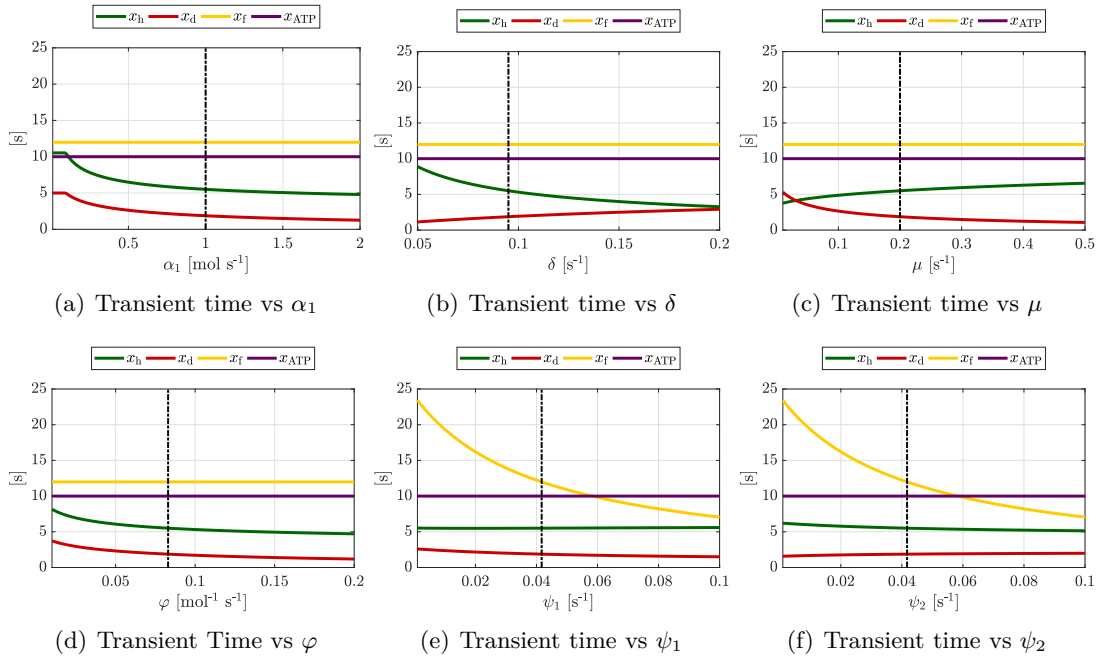 x_h x_d x_f x_ATP
x_h x_d x_f x_ATP
x_h x_d x_f x_ATP
25
20
15
10
5
0
[s]
0.5 1 1.5 2
α₁ [mol s⁻¹]
25
20
15
10
5
0
[s]
0.05 0.1 0.15 0.2
δ [s⁻¹]
25
20
15
10
5
0
[s]
0.1 0.2 0.3 0.4 0.5
μ [s⁻¹]
(a) Transient time vs α₁
(b) Transient time vs δ
(c) Transient time vs μ
x_h x_d x_f x_ATP
x_h x_d x_f x_ATP
x_h x_d x_f x_ATP
25
20
15
10
5
0
[s]
0.05 0.1 0.15 0.2
φ [mol⁻¹ s⁻¹]
25
20
15
10
5
0
[s]
0.02 0.04 0.06 0.08 0.1
ψ₁ [s⁻¹]
25
20
15
10
5
0
[s]
0.02 0.04 0.06 0.08 0.1
ψ₂ [s⁻¹]
(d) Transient Time vs φ
(e) Transient time vs ψ₁
(f) Transient time vs ψ₂